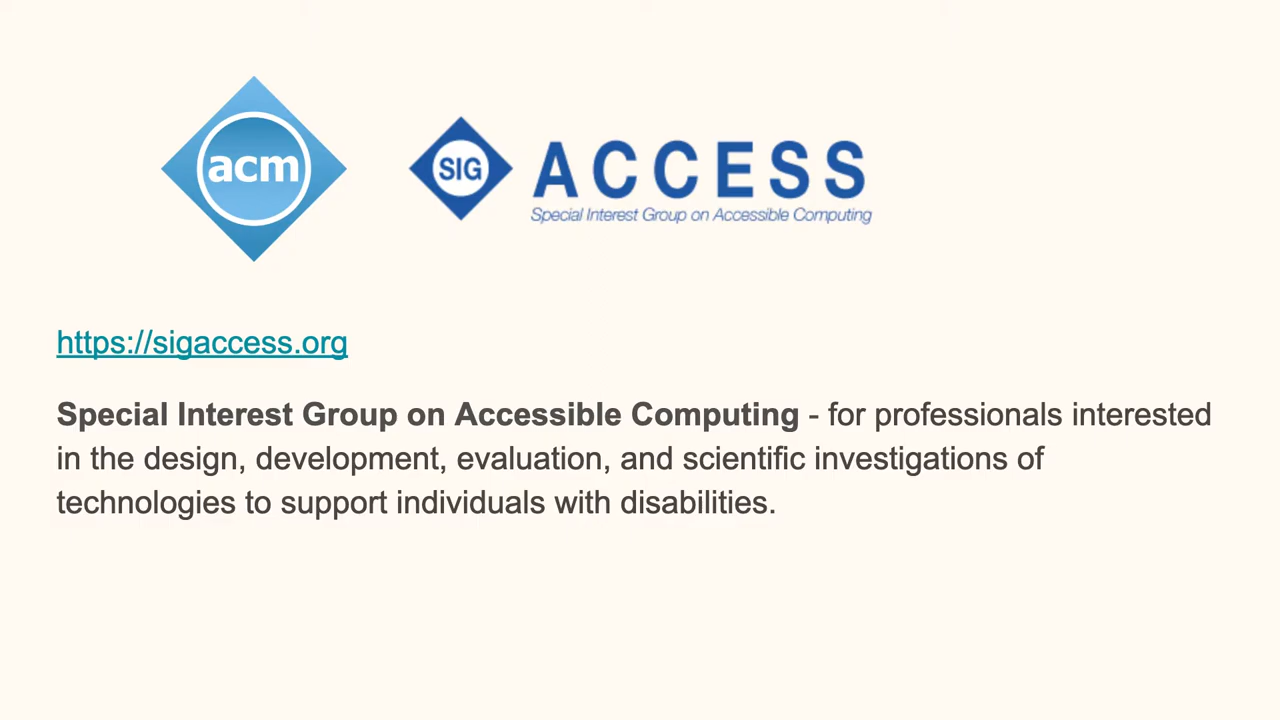 acm
SIG
ACCESS
Special Interest Group on Accessible Computing
https://sigaccess.org
Special Interest Group on Accessible Computing - for professionals interested
in the design, development, evaluation, and scientific investigations of
technologies to support individuals with disabilities.